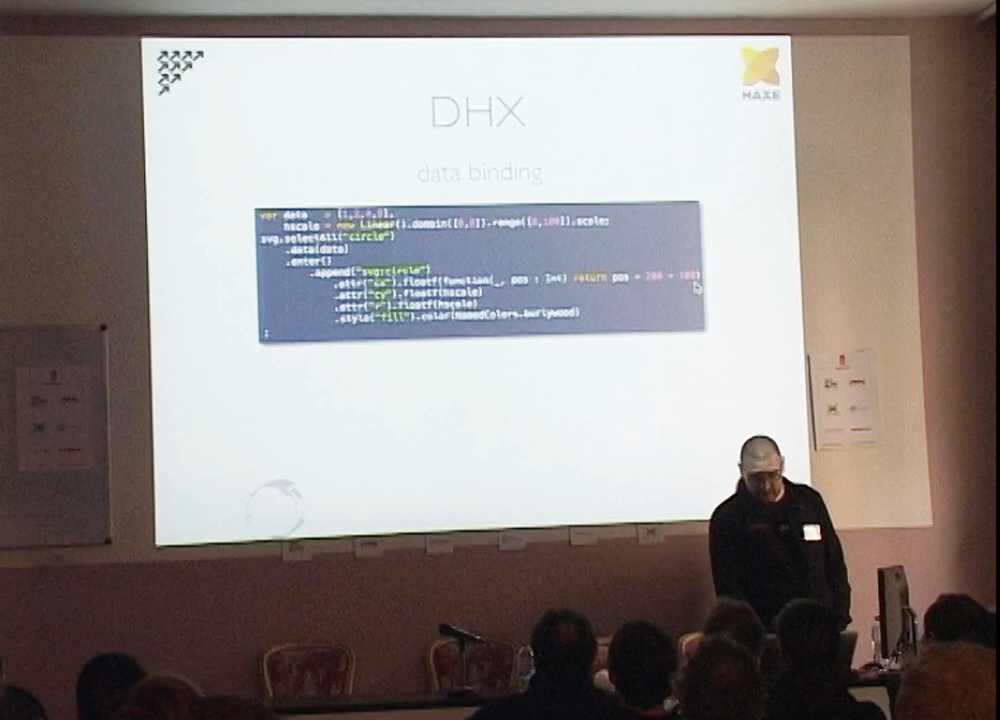 HAXE
DHX
data binding
var data = [1,2,4,8],
hscale = new Linear().domain([0,8]).range([0,100]).scale;
svg.selectAll("circle")
.data(data)
.enter()
.append("svg:circle")
.attr("cx").floatf(function(_, pos : Int) return pos * 200 + 100)
.attr("cy").floatf(hscale)
.attr("r").floatf(hscale)
.style("fill").color(NamedColors.burlywood)
;